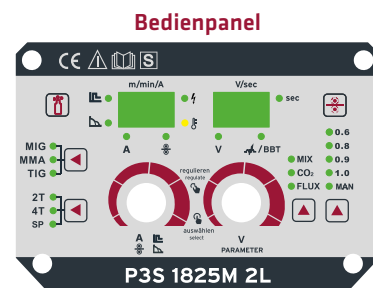 Bedienpanel
CE S
m/min/A V/sec
sec
A V /BBT
MIG
MMA
TIG
2T
4T
SP
regulieren
regulate
auswählen
select
MIX
CO₂
FLUX
0.6
0.8
0.9
1.0
MAN
A
V
PARAMETER
P3S 1825M 2L